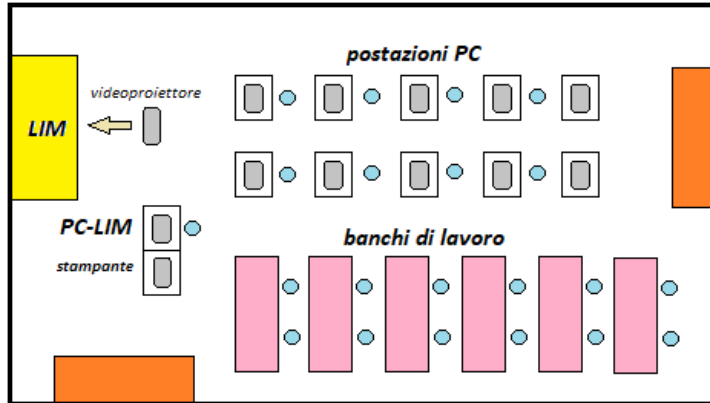 postazioni PC
videoproiettore
LIM
PC-LIM
stampante
banchi di lavoro